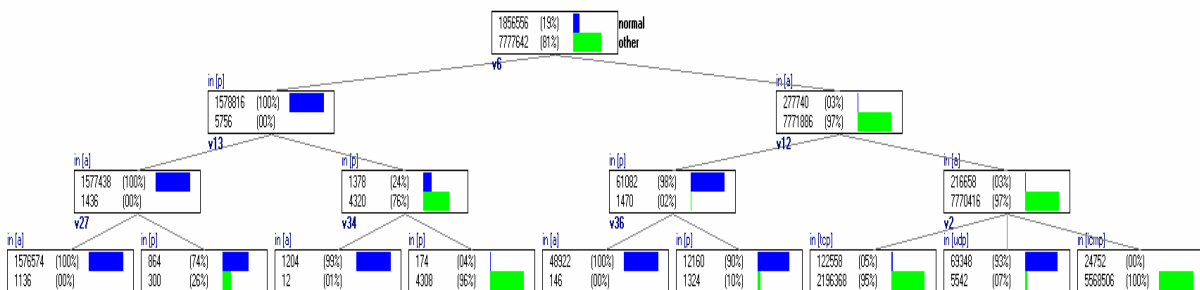 1856556 (19%) normal
7777642 (81%) other
v6
in [p] in [a]
1578816 (100%) 277740 (03%)
5756 (00%) 7771886 (97%)
v13 v12
in [a] in [p] in [p] in [a]
1577438 (100%) 1378 (24%) 61082 (98%) 216658 (03%)
1436 (00%) 4320 (76%) 1470 (02%) 7770416 (97%)
v27 v34 v36 v2
in [a] in [p] in [a] in [p] in [a] in [p] in [tcp] in [udp] in [icmp]
1576574 (100%) 864 (74%) 1204 (99%) 174 (04%) 48922 (100%) 12160 (90%) 122558 (05%) 69348 (93%) 24752 (00%)
1136 (00%) 300 (26%) 12 (01%) 4308 (96%) 146 (00%) 1324 (10%) 2196368 (95%) 5542 (07%) 5568506 (100%)